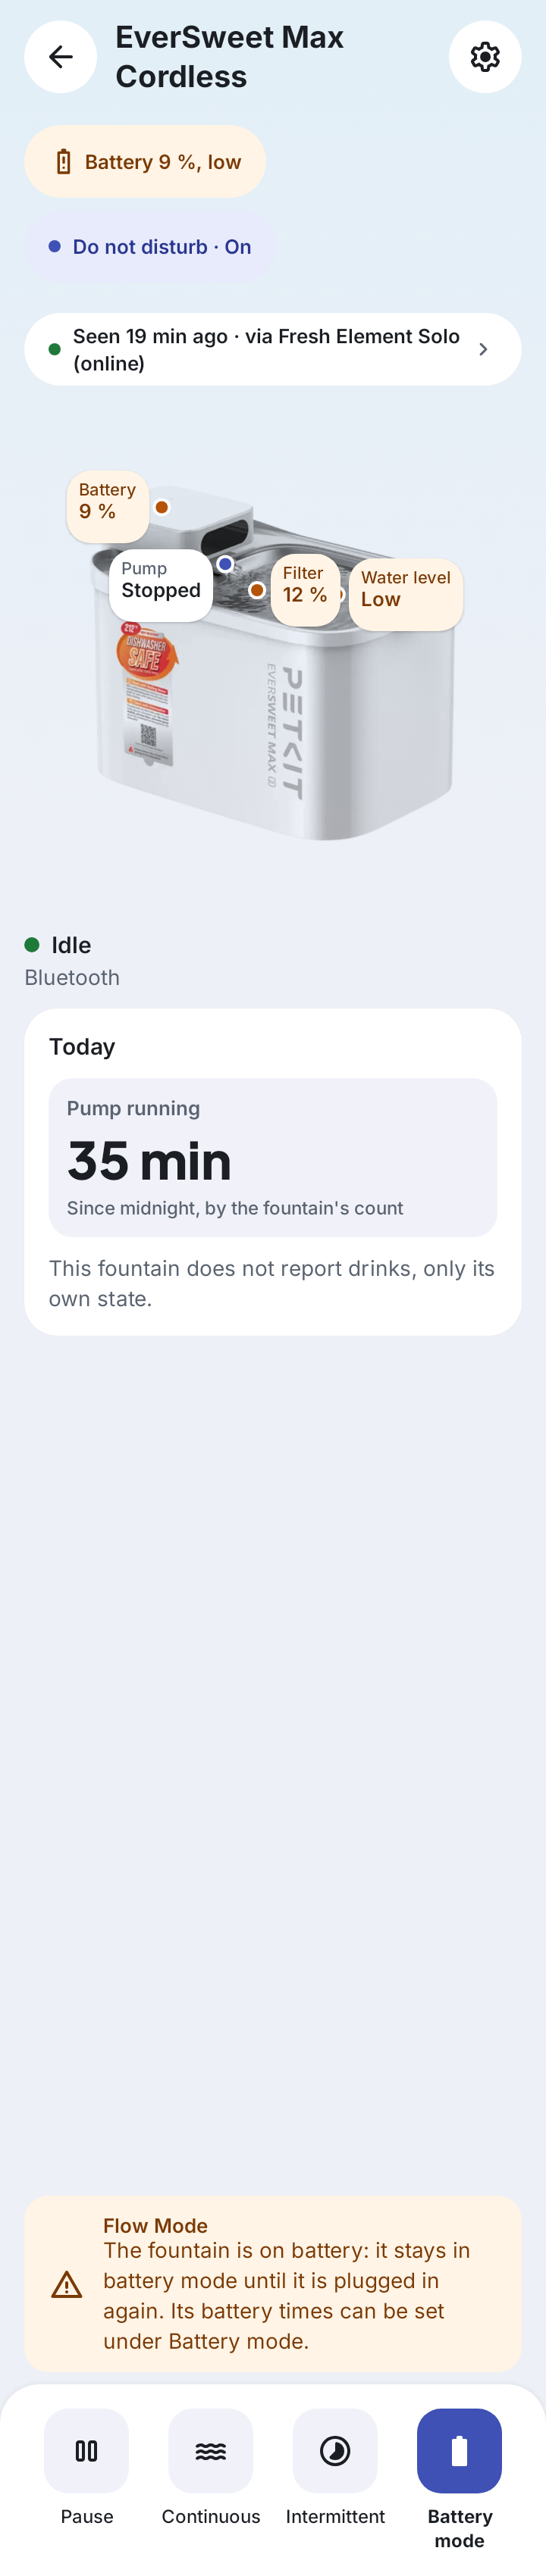 EverSweet Max
Cordless
Battery 9 %, low
Do not disturb · On
Seen 19 min ago · via Fresh Element Solo
(online)
Battery
9 %
Pump
Stopped
Filter
12 %
Water level
Low
DISHWASHER
SAFE
PETKIT
EVERSWEET MAX
Idle
Bluetooth
Today
Pump running
35 min
Since midnight, by the fountain's count
This fountain does not report drinks, only its
own state.
Flow Mode
The fountain is on battery: it stays in
battery mode until it is plugged in
again. Its battery times can be set
under Battery mode.
Pause
Continuous
Intermittent
Battery
mode